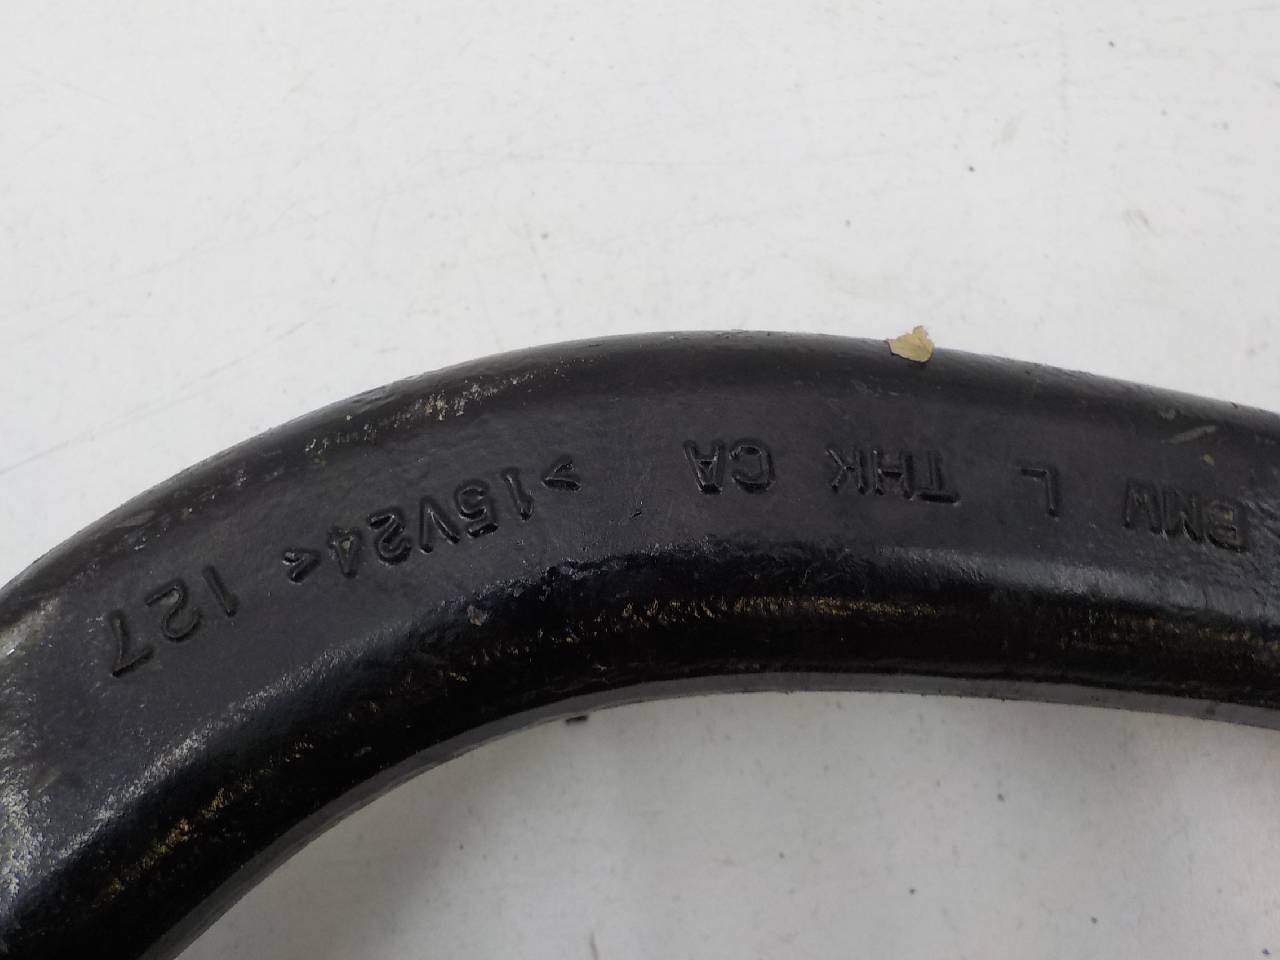 BMW L THK CA <15V24> 127